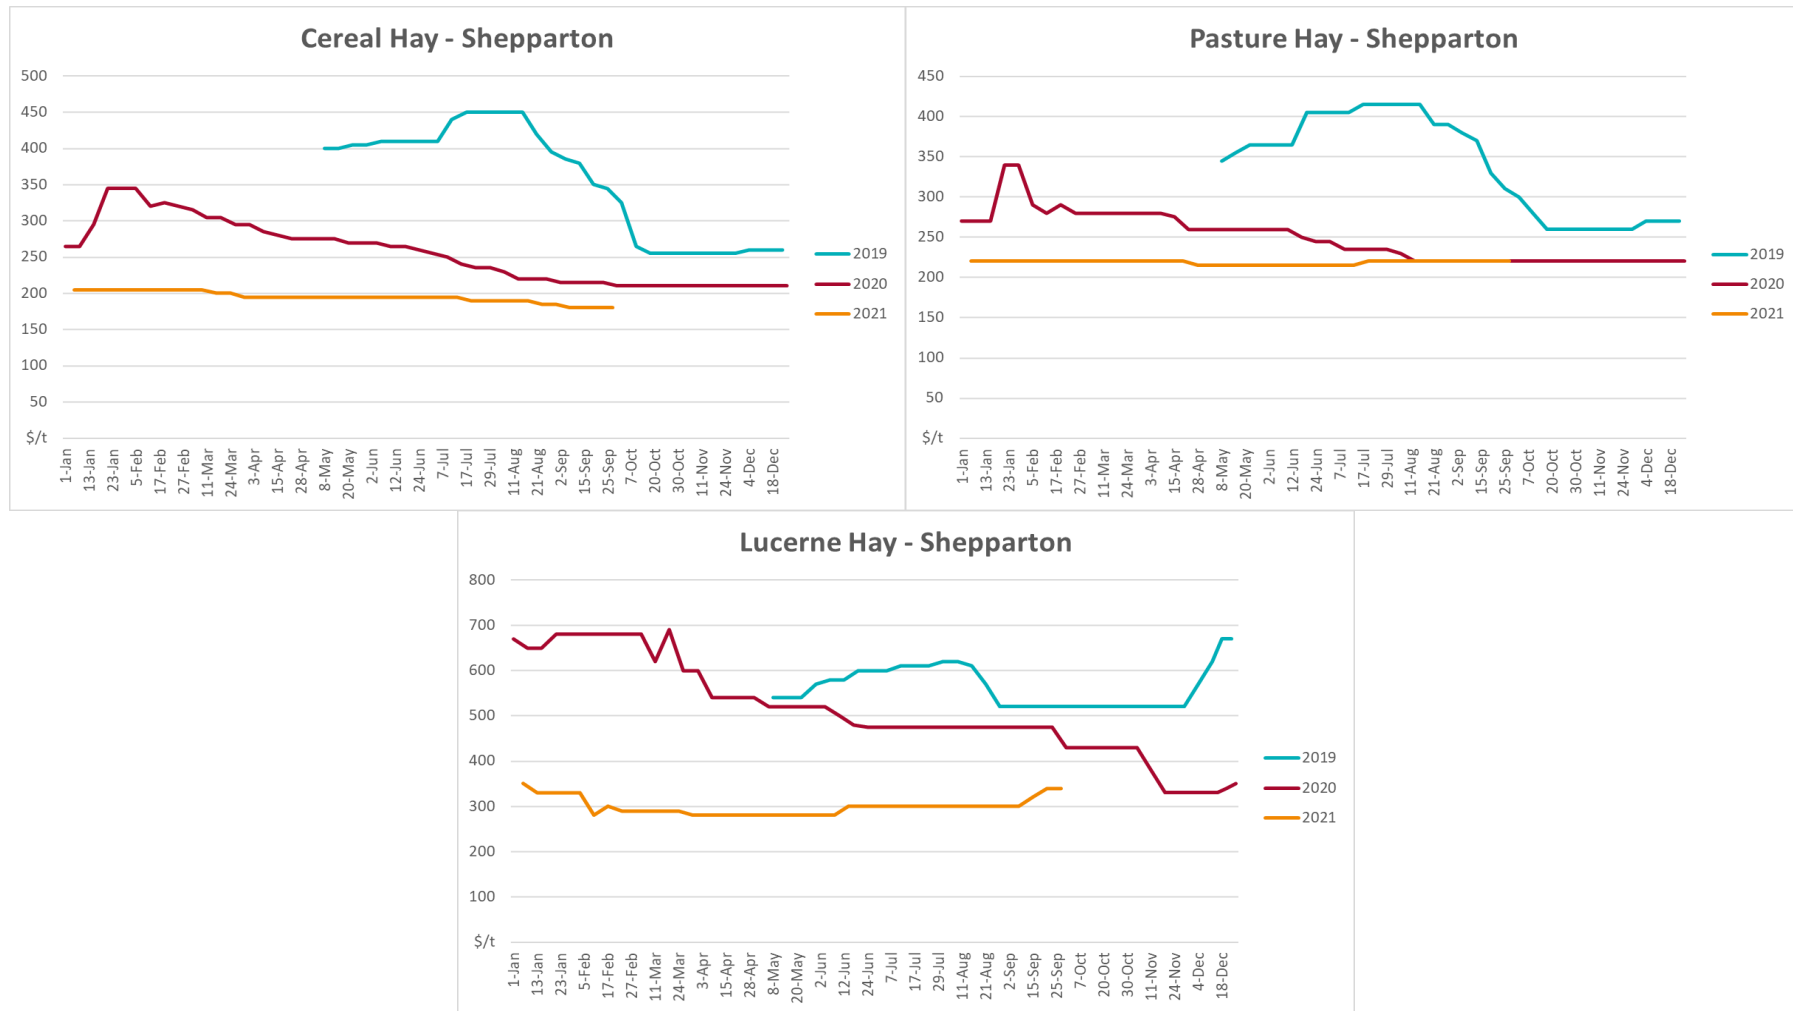 Cereal Hay - Shepparton
500
450
400
350
300
250
200
150
100
50
$/t
1-Jan
13-Jan
23-Jan
5-Feb
17-Feb
27-Feb
11-Mar
24-Mar
3-Apr
15-Apr
28-Apr
8-May
20-May
2-Jun
12-Jun
24-Jun
7-Jul
17-Jul
29-Jul
11-Aug
21-Aug
2-Sep
15-Sep
25-Sep
7-Oct
20-Oct
30-Oct
11-Nov
24-Nov
4-Dec
18-Dec
2019
2020
2021
Pasture Hay - Shepparton
450
400
350
300
250
200
150
100
50
$/t
1-Jan
13-Jan
23-Jan
5-Feb
17-Feb
27-Feb
11-Mar
24-Mar
3-Apr
15-Apr
28-Apr
8-May
20-May
2-Jun
12-Jun
24-Jun
7-Jul
17-Jul
29-Jul
11-Aug
21-Aug
2-Sep
15-Sep
25-Sep
7-Oct
20-Oct
30-Oct
11-Nov
24-Nov
4-Dec
18-Dec
2019
2020
2021
Lucerne Hay - Shepparton
800
700
600
500
400
300
200
100
$/t
1-Jan
13-Jan
23-Jan
5-Feb
17-Feb
27-Feb
11-Mar
24-Mar
3-Apr
15-Apr
28-Apr
8-May
20-May
2-Jun
12-Jun
24-Jun
7-Jul
17-Jul
29-Jul
11-Aug
21-Aug
2-Sep
15-Sep
25-Sep
7-Oct
20-Oct
30-Oct
11-Nov
24-Nov
4-Dec
18-Dec
2019
2020
2021